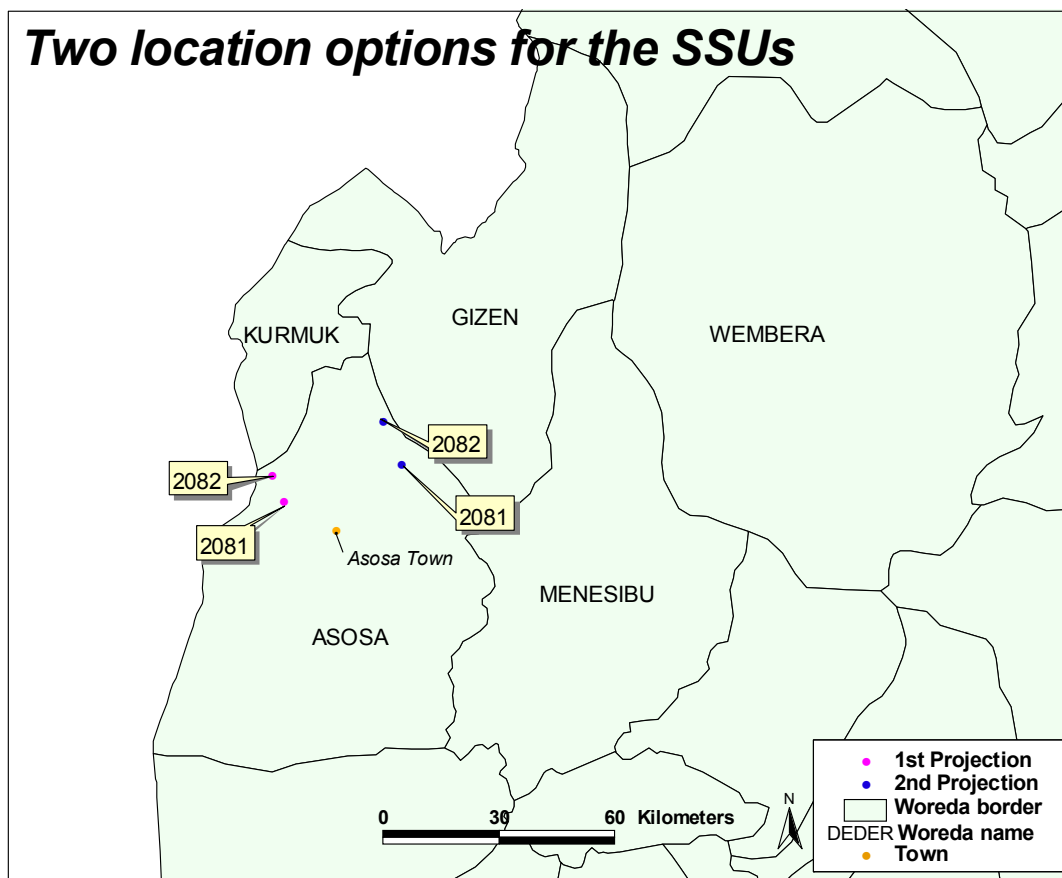 Two location options for the SSUs
GIZEN
KURMUK
WEMBERA
2082
2082
2081
2081
Asosa Town
MENESIBU
ASOSA
1st Projection
2nd Projection
Woreda border
DEDER Woreda name
Town
N
0 30 60 Kilometers